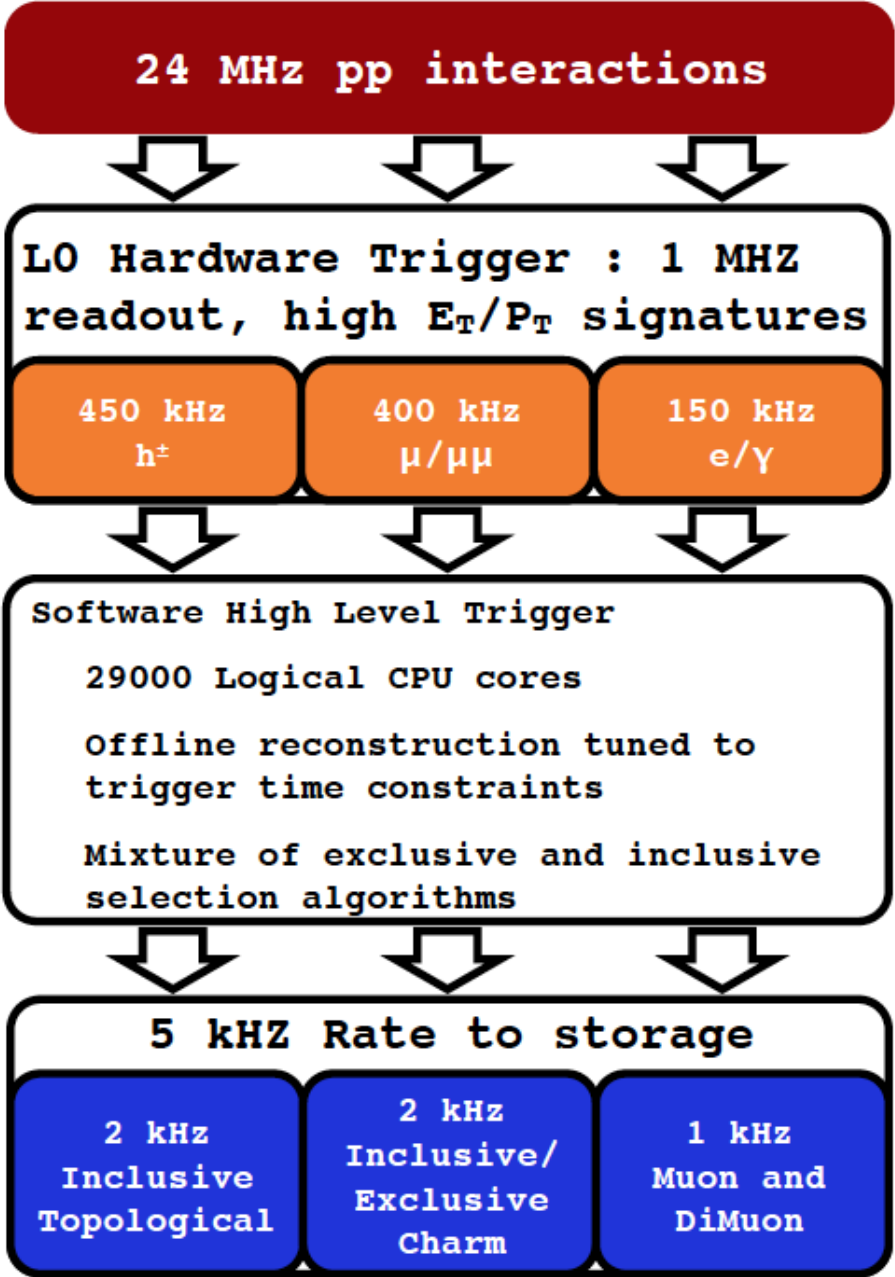 24 MHz pp interactions
L0 Hardware Trigger : 1 MHZ
readout, high Eᴛ/Pᴛ signatures
450 kHz
h±
400 kHz
μ/μμ
150 kHz
e/γ
Software High Level Trigger
29000 Logical CPU cores
Offline reconstruction tuned to
trigger time constraints
Mixture of exclusive and inclusive
selection algorithms
5 kHZ Rate to storage
2 kHz
Inclusive
Topological
2 kHz
Inclusive/
Exclusive
Charm
1 kHz
Muon and
DiMuon